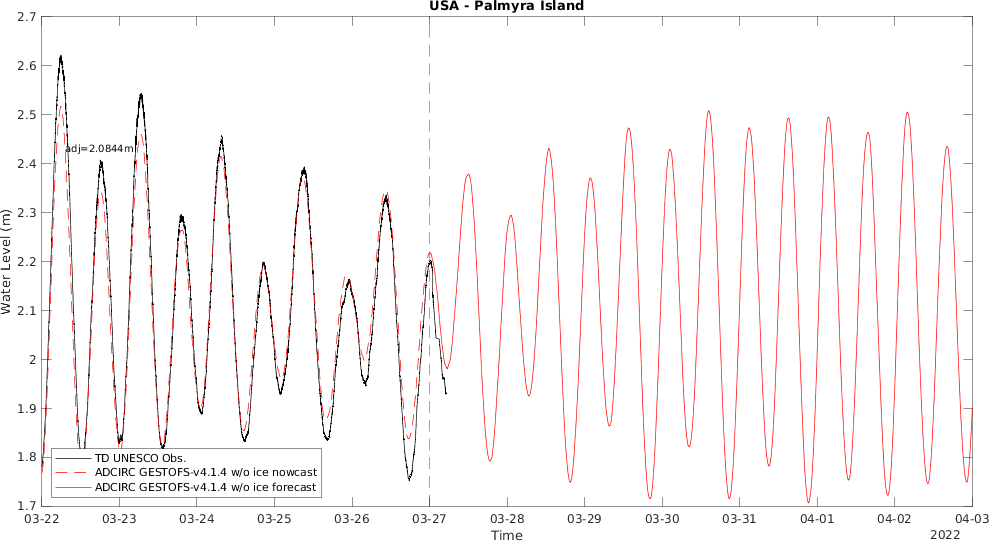 USA - Palmyra Island
2.7
2.6
2.5
2.4
2.3
2.2
2.1
2
1.9
1.8
1.7
Water Level (m)
adj=2.0844m
TD UNESCO Obs.
ADCIRC GESTOFS-v4.1.4 w/o ice nowcast
ADCIRC GESTOFS-v4.1.4 w/o ice forecast
03-22 03-23 03-24 03-25 03-26 03-27 03-28 03-29 03-30 03-31 04-01 04-02 04-03
Time
2022